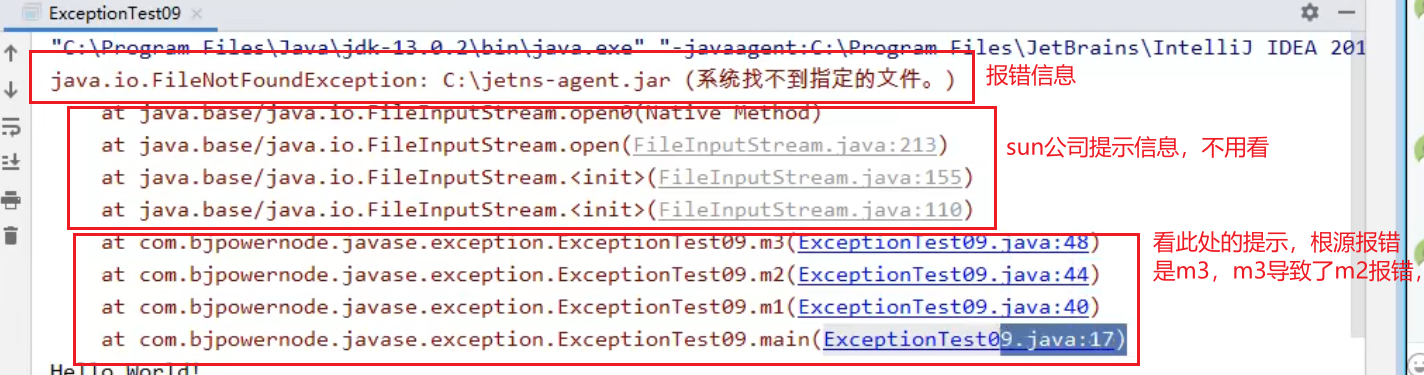 ExceptionTest09
"C:\Program Files\Java\jdk-13.0.2\bin\java.exe" "-javaagent:C:\Program Files\JetBrains\IntelliJ IDEA 201
java.io.FileNotFoundException: C:\jetns-agent.jar (系统找不到指定的文件。) 报错信息
at java.base/java.io.FileInputStream.open0(Native Method)
at java.base/java.io.FileInputStream.open(FileInputStream.java:213) sun公司提示信息，不用看
at java.base/java.io.FileInputStream.<init>(FileInputStream.java:155)
at java.base/java.io.FileInputStream.<init>(FileInputStream.java:110)
at com.bjpowernode.javase.exception.ExceptionTest09.m3(ExceptionTest09.java:48) 看此处的提示，根源报错
at com.bjpowernode.javase.exception.ExceptionTest09.m2(ExceptionTest09.java:44) 是m3，m3导致了m2报错，
at com.bjpowernode.javase.exception.ExceptionTest09.m1(ExceptionTest09.java:40)
at com.bjpowernode.javase.exception.ExceptionTest09.main(ExceptionTest09.java:17)
Hello World!